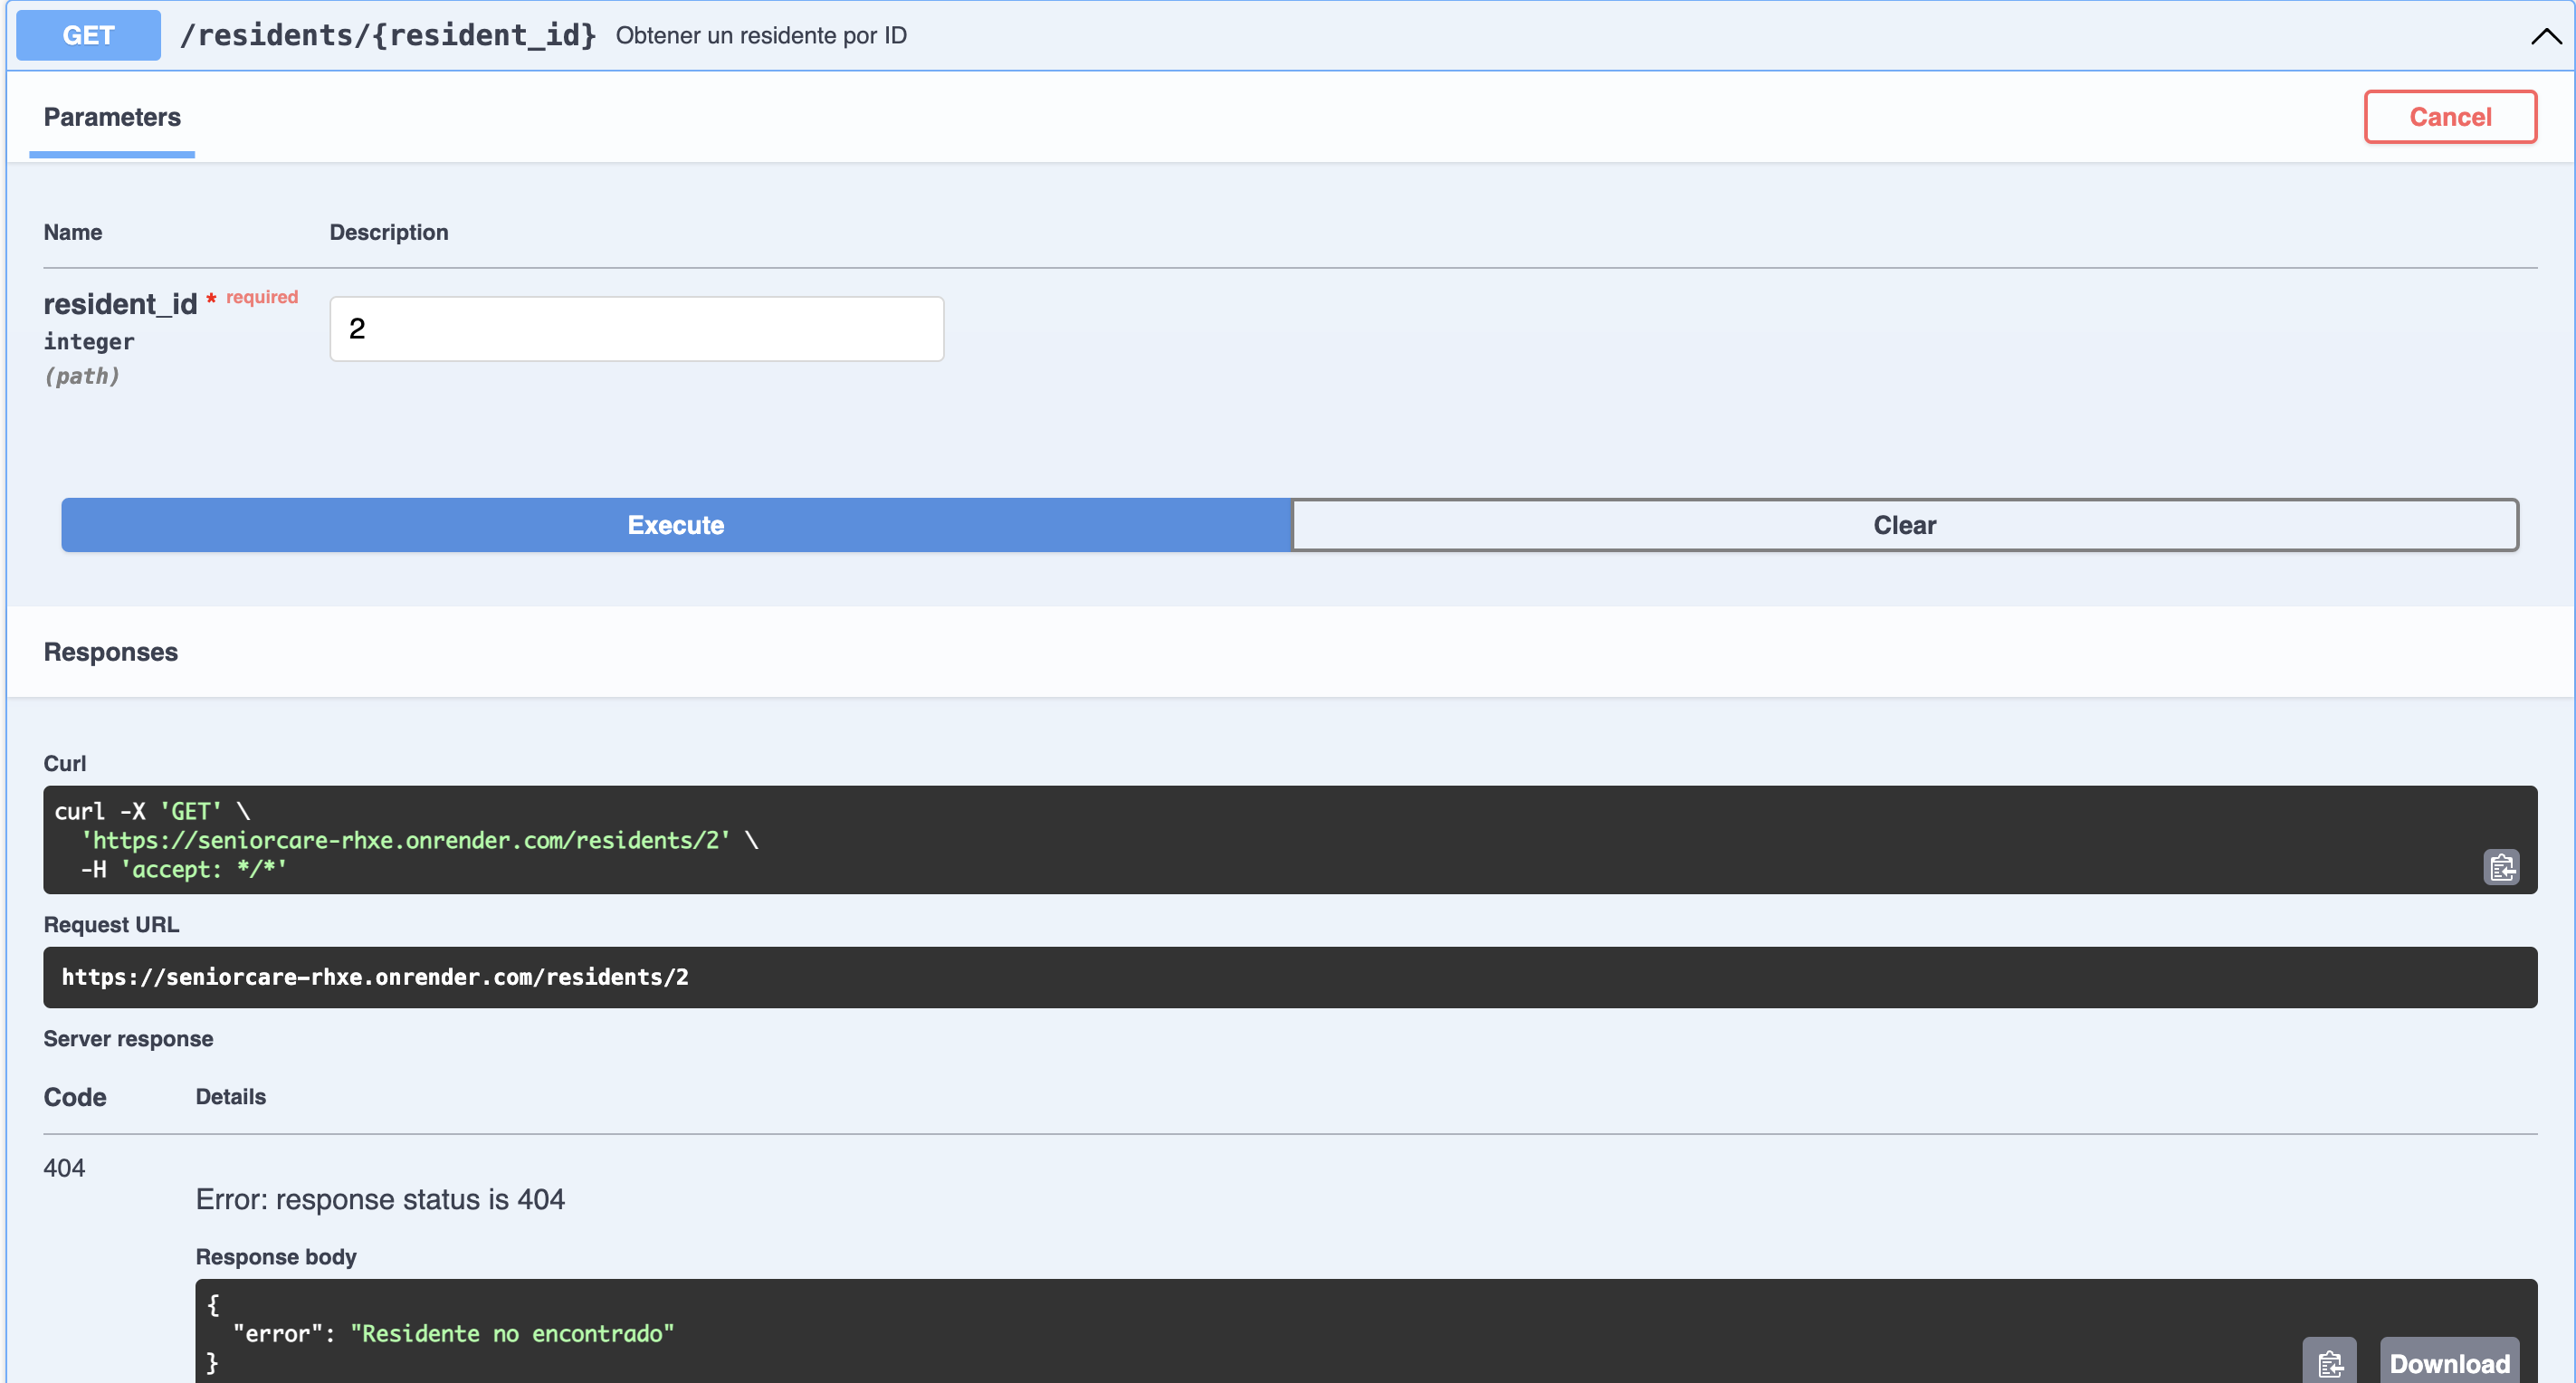 GET /residents/{resident_id} Obtener un residente por ID
Parameters
Cancel
Name Description
resident_id * required
integer
(path)
2
Execute
Clear
Responses
Curl
curl -X 'GET' \
'https://seniorcare-rhxe.onrender.com/residents/2' \
-H 'accept: */*'
Request URL
https://seniorcare-rhxe.onrender.com/residents/2
Server response
Code Details
404
Error: response status is 404
Response body
{
"error": "Residente no encontrado"
}
Download